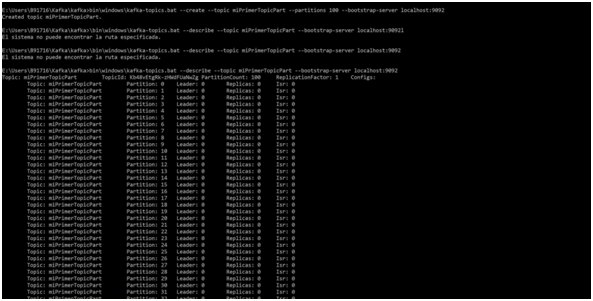 E:\Users\B91716\Kafka\kafka>bin\windows\kafka-topics.bat --create --topic miPrimerTopicPart --partitions 100 --bootstrap-server localhost:9092
Created topic miPrimerTopicPart.
E:\Users\B91716\Kafka\kafka>bin\windows\kafka-topics.bat --describe --topic miPrimerTopicPart --bootstrap-server localhost:90921
El sistema no puede encontrar la ruta especificada.
E:\Users\B91716\Kafka\kafka>bin\windows\kafka-topics.bat --describe --topic miPrimerTopicPart --bootstrap-server localhost:9092
El sistema no puede encontrar la ruta especificada.
E:\Users\B91716\Kafka\kafka>bin\windows\kafka-topics.bat --describe --topic miPrimerTopicPart --bootstrap-server localhost:9092
Topic: miPrimerTopicPart TopicId: PartitionCount: 100 ReplicationFactor: 1 Configs:
Topic: miPrimerTopicPart Partition: 0 Leader: 0 Replicas: 0 Isr: 0
Topic: miPrimerTopicPart Partition: 1 Leader: 0 Replicas: 0 Isr: 0
Topic: miPrimerTopicPart Partition: 2 Leader: 0 Replicas: 0 Isr: 0
Topic: miPrimerTopicPart Partition: 3 Leader: 0 Replicas: 0 Isr: 0
Topic: miPrimerTopicPart Partition: 4 Leader: 0 Replicas: 0 Isr: 0
Topic: miPrimerTopicPart Partition: 5 Leader: 0 Replicas: 0 Isr: 0
Topic: miPrimerTopicPart Partition: 6 Leader: 0 Replicas: 0 Isr: 0
Topic: miPrimerTopicPart Partition: 7 Leader: 0 Replicas: 0 Isr: 0
Topic: miPrimerTopicPart Partition: 8 Leader: 0 Replicas: 0 Isr: 0
Topic: miPrimerTopicPart Partition: 9 Leader: 0 Replicas: 0 Isr: 0
Topic: miPrimerTopicPart Partition: 10 Leader: 0 Replicas: 0 Isr: 0
Topic: miPrimerTopicPart Partition: 11 Leader: 0 Replicas: 0 Isr: 0
Topic: miPrimerTopicPart Partition: 12 Leader: 0 Replicas: 0 Isr: 0
Topic: miPrimerTopicPart Partition: 13 Leader: 0 Replicas: 0 Isr: 0
Topic: miPrimerTopicPart Partition: 14 Leader: 0 Replicas: 0 Isr: 0
Topic: miPrimerTopicPart Partition: 15 Leader: 0 Replicas: 0 Isr: 0
Topic: miPrimerTopicPart Partition: 16 Leader: 0 Replicas: 0 Isr: 0
Topic: miPrimerTopicPart Partition: 17 Leader: 0 Replicas: 0 Isr: 0
Topic: miPrimerTopicPart Partition: 18 Leader: 0 Replicas: 0 Isr: 0
Topic: miPrimerTopicPart Partition: 19 Leader: 0 Replicas: 0 Isr: 0
Topic: miPrimerTopicPart Partition: 20 Leader: 0 Replicas: 0 Isr: 0
Topic: miPrimerTopicPart Partition: 21 Leader: 0 Replicas: 0 Isr: 0
Topic: miPrimerTopicPart Partition: 22 Leader: 0 Replicas: 0 Isr: 0
Topic: miPrimerTopicPart Partition: 23 Leader: 0 Replicas: 0 Isr: 0
Topic: miPrimerTopicPart Partition: 24 Leader: 0 Replicas: 0 Isr: 0
Topic: miPrimerTopicPart Partition: 25 Leader: 0 Replicas: 0 Isr: 0
Topic: miPrimerTopicPart Partition: 26 Leader: 0 Replicas: 0 Isr: 0
Topic: miPrimerTopicPart Partition: 27 Leader: 0 Replicas: 0 Isr: 0
Topic: miPrimerTopicPart Partition: 28 Leader: 0 Replicas: 0 Isr: 0
Topic: miPrimerTopicPart Partition: 29 Leader: 0 Replicas: 0 Isr: 0
Topic: miPrimerTopicPart Partition: 30 Leader: 0 Replicas: 0 Isr: 0
Topic: miPrimerTopicPart Partition: 31 Leader: 0 Replicas: 0 Isr: 0